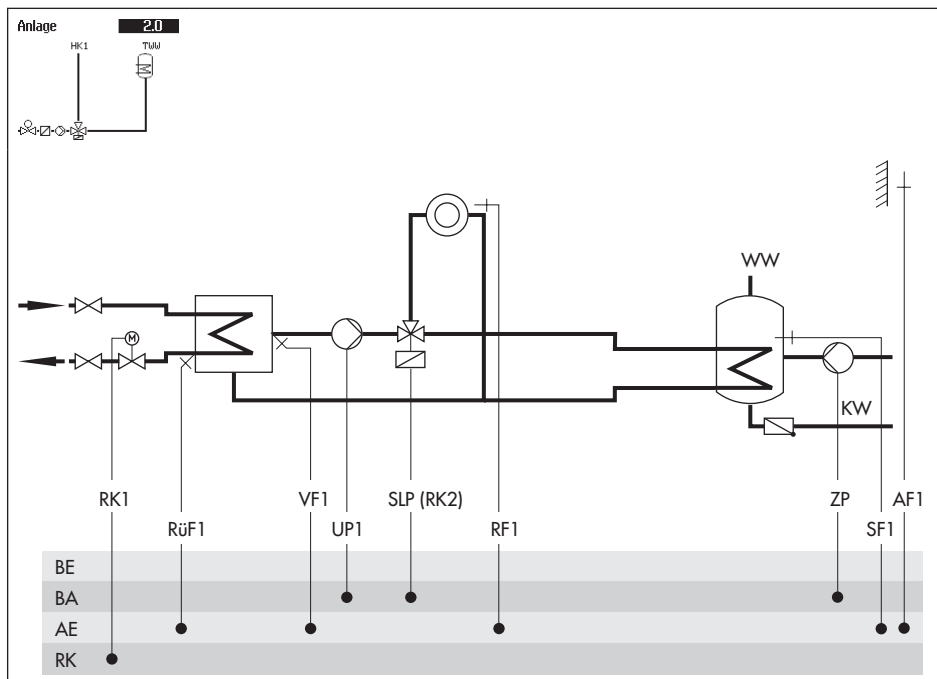 Anlage 2.0
HK1 TWW
M
WW
KW
RK1 VF1 SLP (RK2) ZP AF1
RüF1 UP1 RF1 SF1
BE
BA
AE
RK